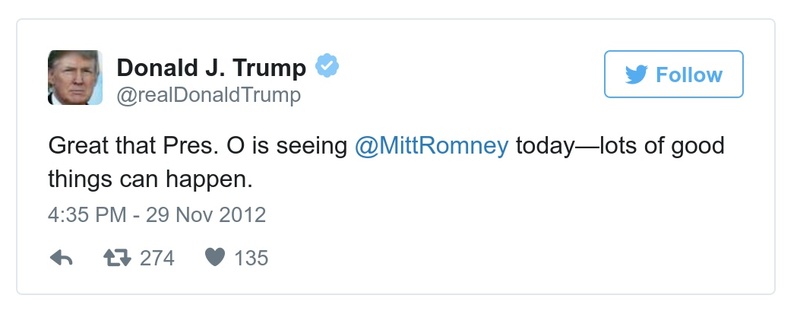 Donald J. Trump
@realDonaldTrump
Follow
Great that Pres. O is seeing @MittRomney today—lots of good
things can happen.
4:35 PM - 29 Nov 2012
274 135